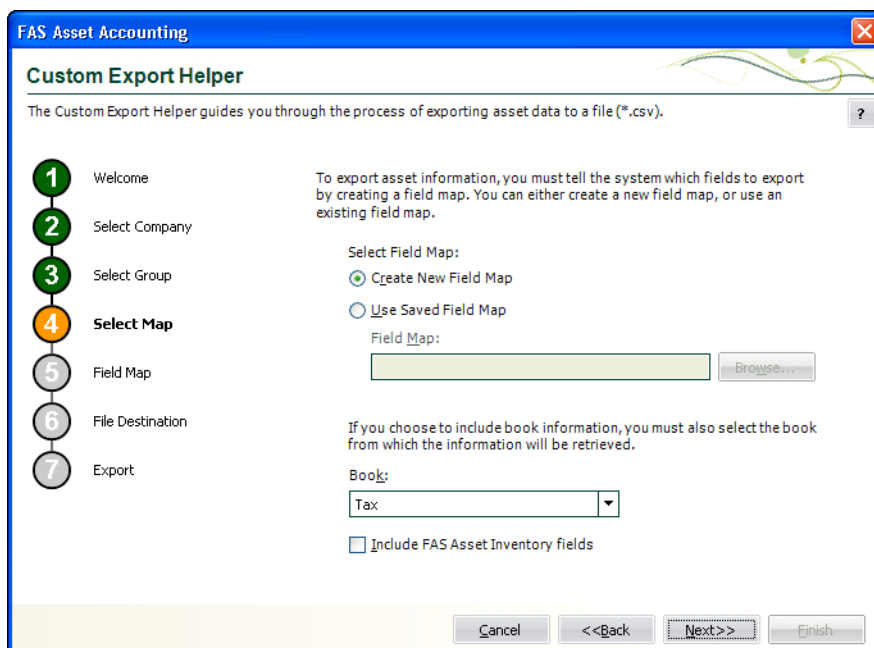 FAS Asset Accounting
Custom Export Helper
The Custom Export Helper guides you through the process of exporting asset data to a file (*.csv).
?
1 Welcome
2 Select Company
3 Select Group
4 Select Map
5 Field Map
6 File Destination
7 Export
To export asset information, you must tell the system which fields to export
by creating a field map. You can either create a new field map, or use an
existing field map.
Select Field Map:
Create New Field Map
Use Saved Field Map
Field Map:
Browse...
If you choose to include book information, you must also select the book
from which the information will be retrieved.
Book:
Tax
Include FAS Asset Inventory fields
Cancel <<Back Next>> Finish